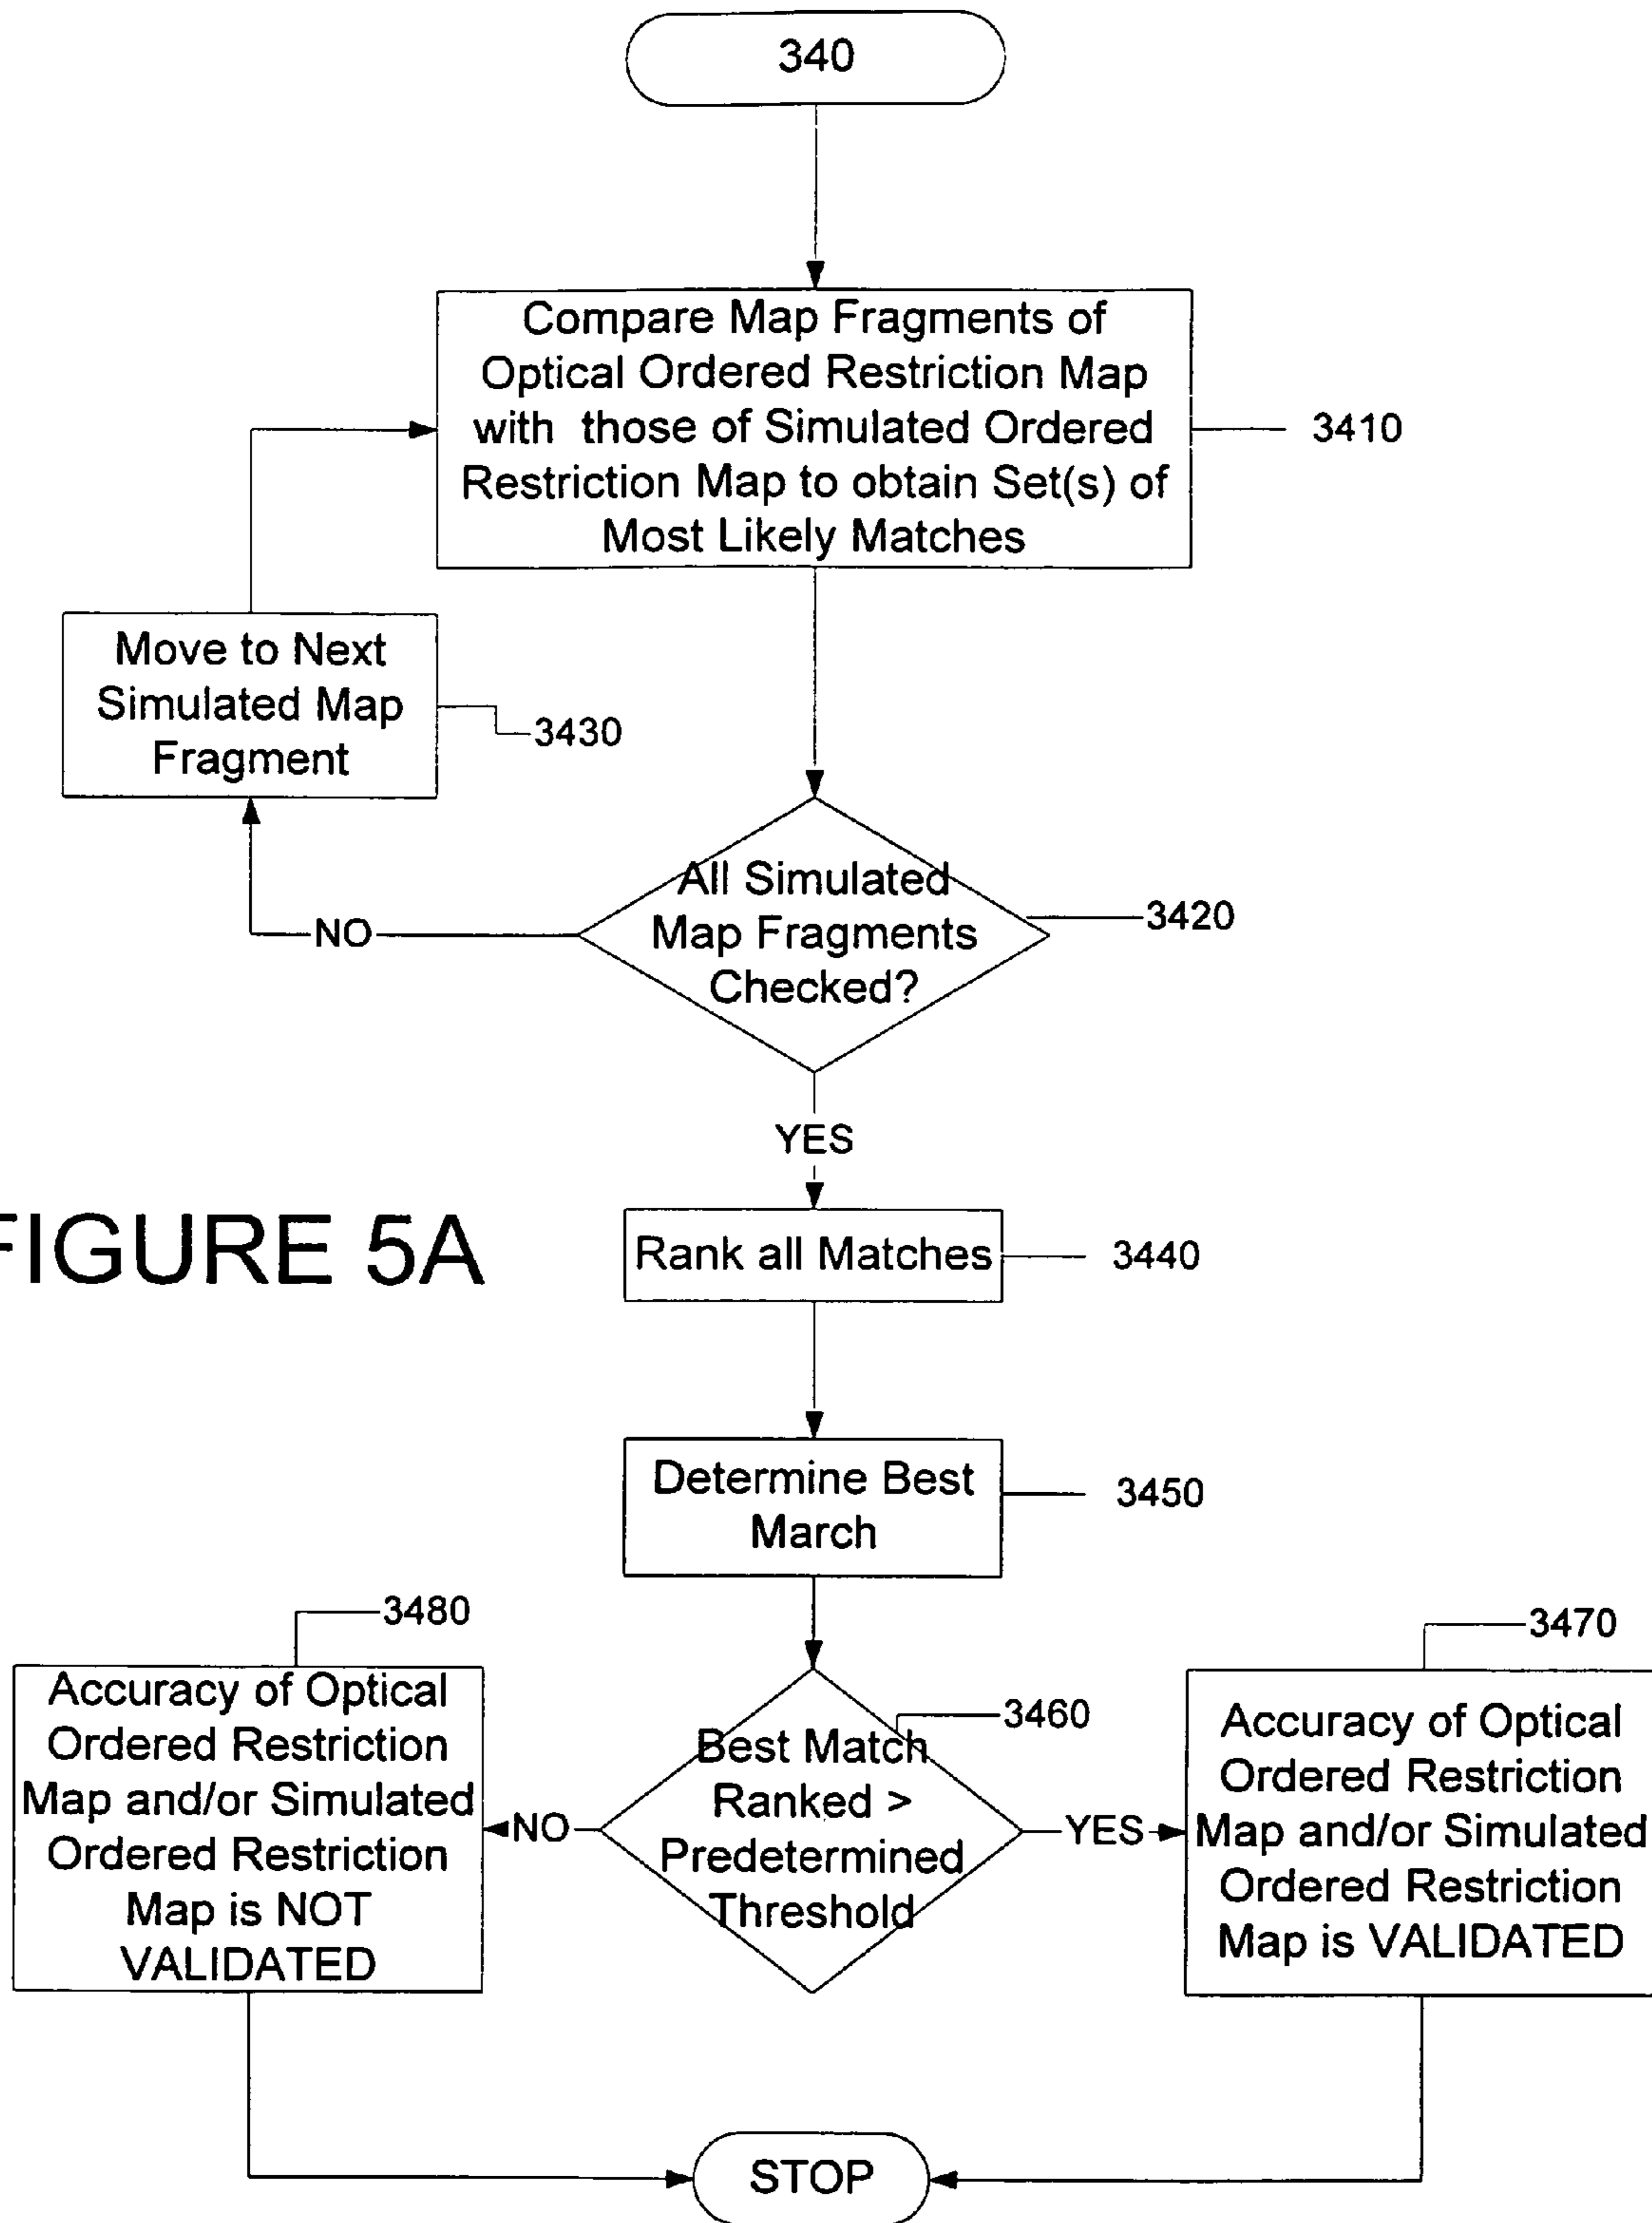 340
Compare Map Fragments of
Optical Ordered Restriction Map
with those of Simulated Ordered
Restriction Map to obtain Set(s) of
Most Likely Matches
3410
Move to Next
Simulated Map
Fragment
3430
All Simulated
Map Fragments
Checked?
3420
NO
YES
FIGURE 5A
Rank all Matches
3440
Determine Best
March
3450
3480
Accuracy of Optical
Ordered Restriction
Map and/or Simulated
Ordered Restriction
Map is NOT
VALIDATED
NO
Best Match
Ranked >
Predetermined
Threshold
3460
YES
3470
Accuracy of Optical
Ordered Restriction
Map and/or Simulated
Ordered Restriction
Map is VALIDATED
STOP